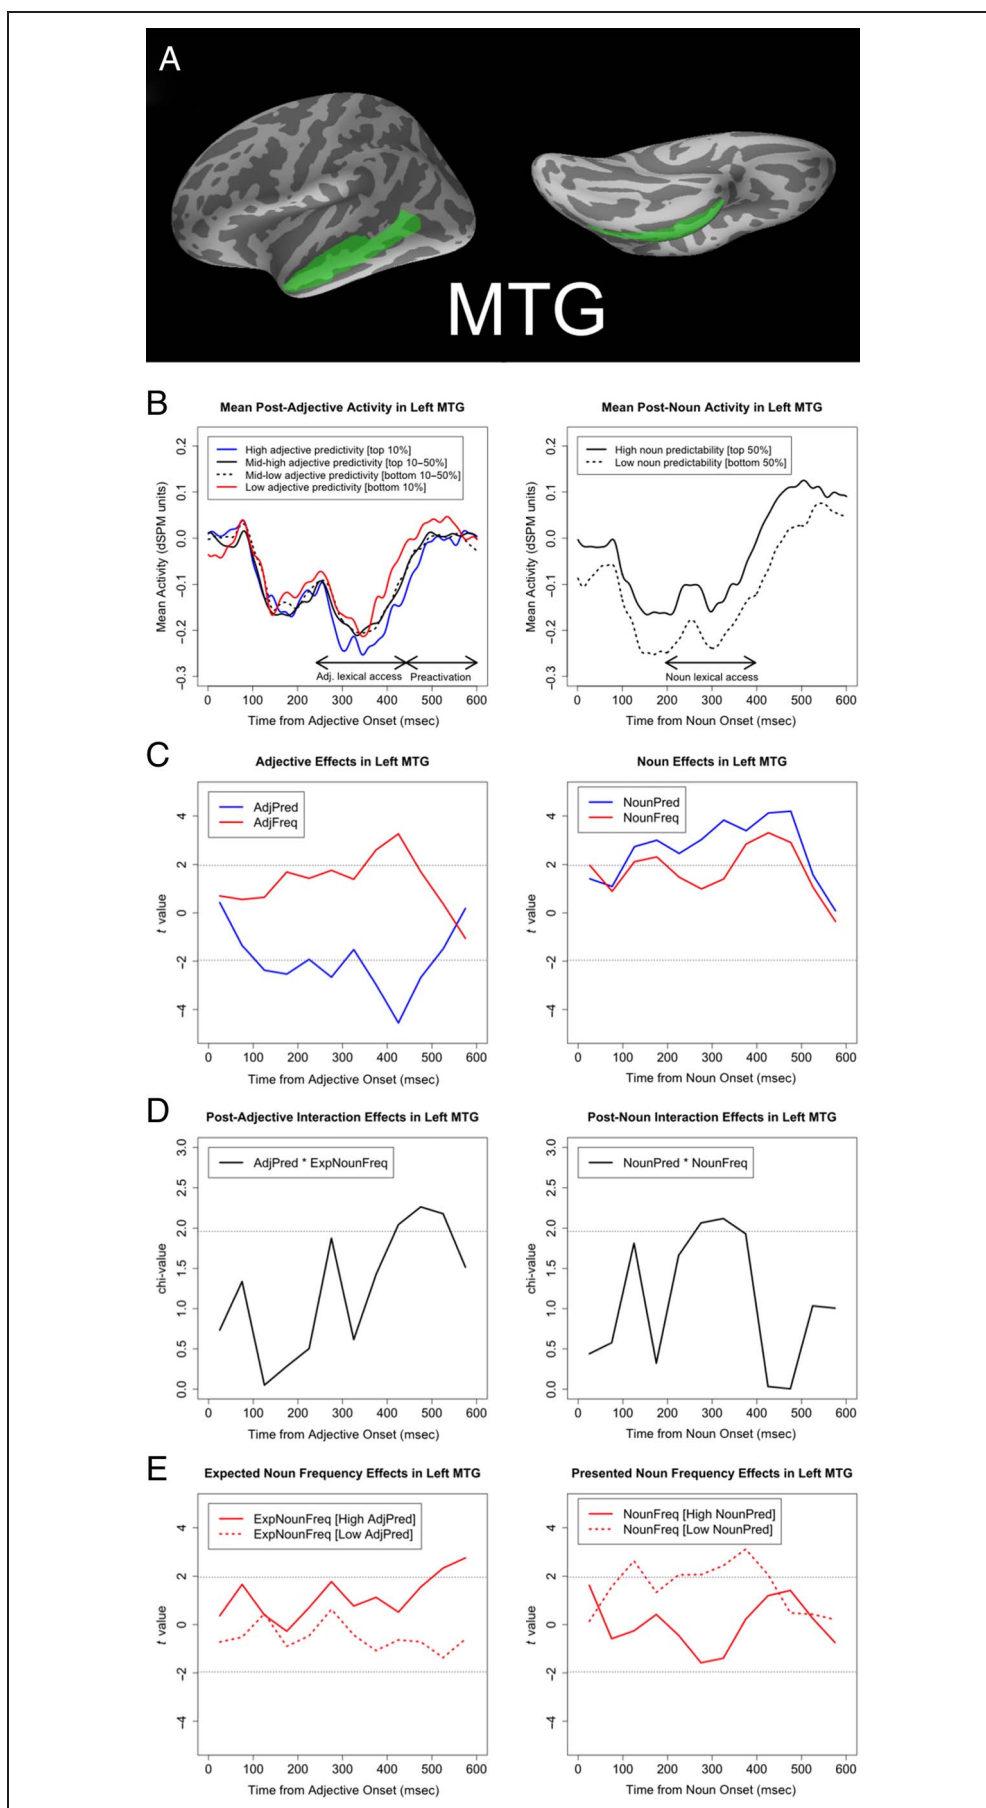 A
MTG
B
Mean Post-Adjective Activity in Left MTG
High adjective predictivity [top 10%]
Mid-high adjective predictivity [top 10–50%]
Mid-low adjective predictivity [bottom 10–50%]
Low adjective predictivity [bottom 10%]
Mean Activity (dSPM units)
0.2
0.1
0.0
−0.1
−0.2
−0.3
Adj. lexical access
Preactivation
0 100 200 300 400 500 600
Time from Adjective Onset (msec)
Mean Post-Noun Activity in Left MTG
High noun predictability [top 50%]
Low noun predictability [bottom 50%]
Mean Activity (dSPM units)
0.2
0.1
0.0
−0.1
−0.2
−0.3
Noun lexical access
0 100 200 300 400 500 600
Time from Noun Onset (msec)
C
Adjective Effects in Left MTG
AdjPred
AdjFreq
t value
4
2
0
−2
−4
0 100 200 300 400 500 600
Time from Adjective Onset (msec)
Noun Effects in Left MTG
NounPred
NounFreq
t value
4
2
0
−2
−4
0 100 200 300 400 500 600
Time from Noun Onset (msec)
D
Post-Adjective Interaction Effects in Left MTG
AdjPred * ExpNounFreq
chi-value
3.0
2.5
2.0
1.5
1.0
0.5
0.0
0 100 200 300 400 500 600
Time from Adjective Onset (msec)
Post-Noun Interaction Effects in Left MTG
NounPred * NounFreq
chi-value
3.0
2.5
2.0
1.5
1.0
0.5
0.0
0 100 200 300 400 500 600
Time from Noun Onset (msec)
E
Expected Noun Frequency Effects in Left MTG
ExpNounFreq [High AdjPred]
ExpNounFreq [Low AdjPred]
t value
4
2
0
−2
−4
0 100 200 300 400 500 600
Time from Adjective Onset (msec)
Presented Noun Frequency Effects in Left MTG
NounFreq [High NounPred]
NounFreq [Low NounPred]
t value
4
2
0
−2
−4
0 100 200 300 400 500 600
Time from Noun Onset (msec)